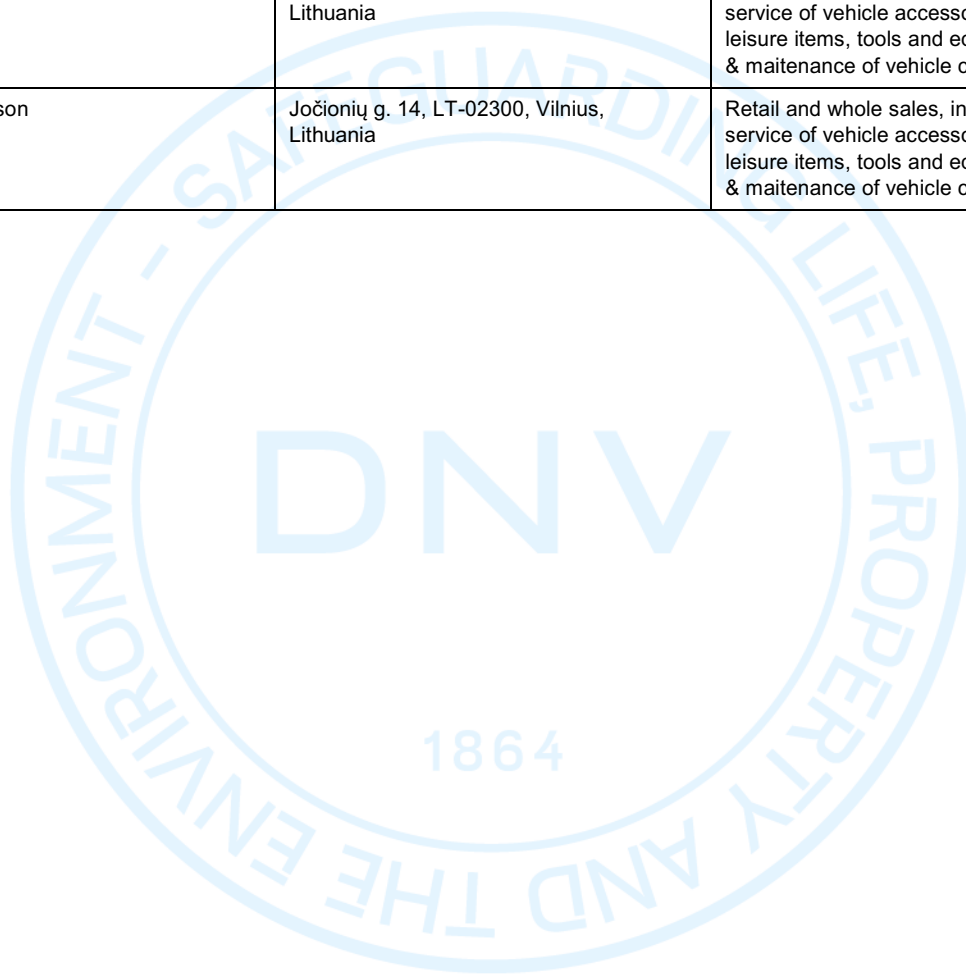 Lithuania
service of vehicle accesso
leisure items, tools and ec
& maitenance of vehicle c
son
Jočionių g. 14, LT-02300, Vilnius,
Lithuania
Retail and whole sales, in
service of vehicle accesso
leisure items, tools and ec
& maitenance of vehicle c
SAFEGUARDING LIFE, PROPERTY AND THE ENVIRONMENT -
DNV
1864